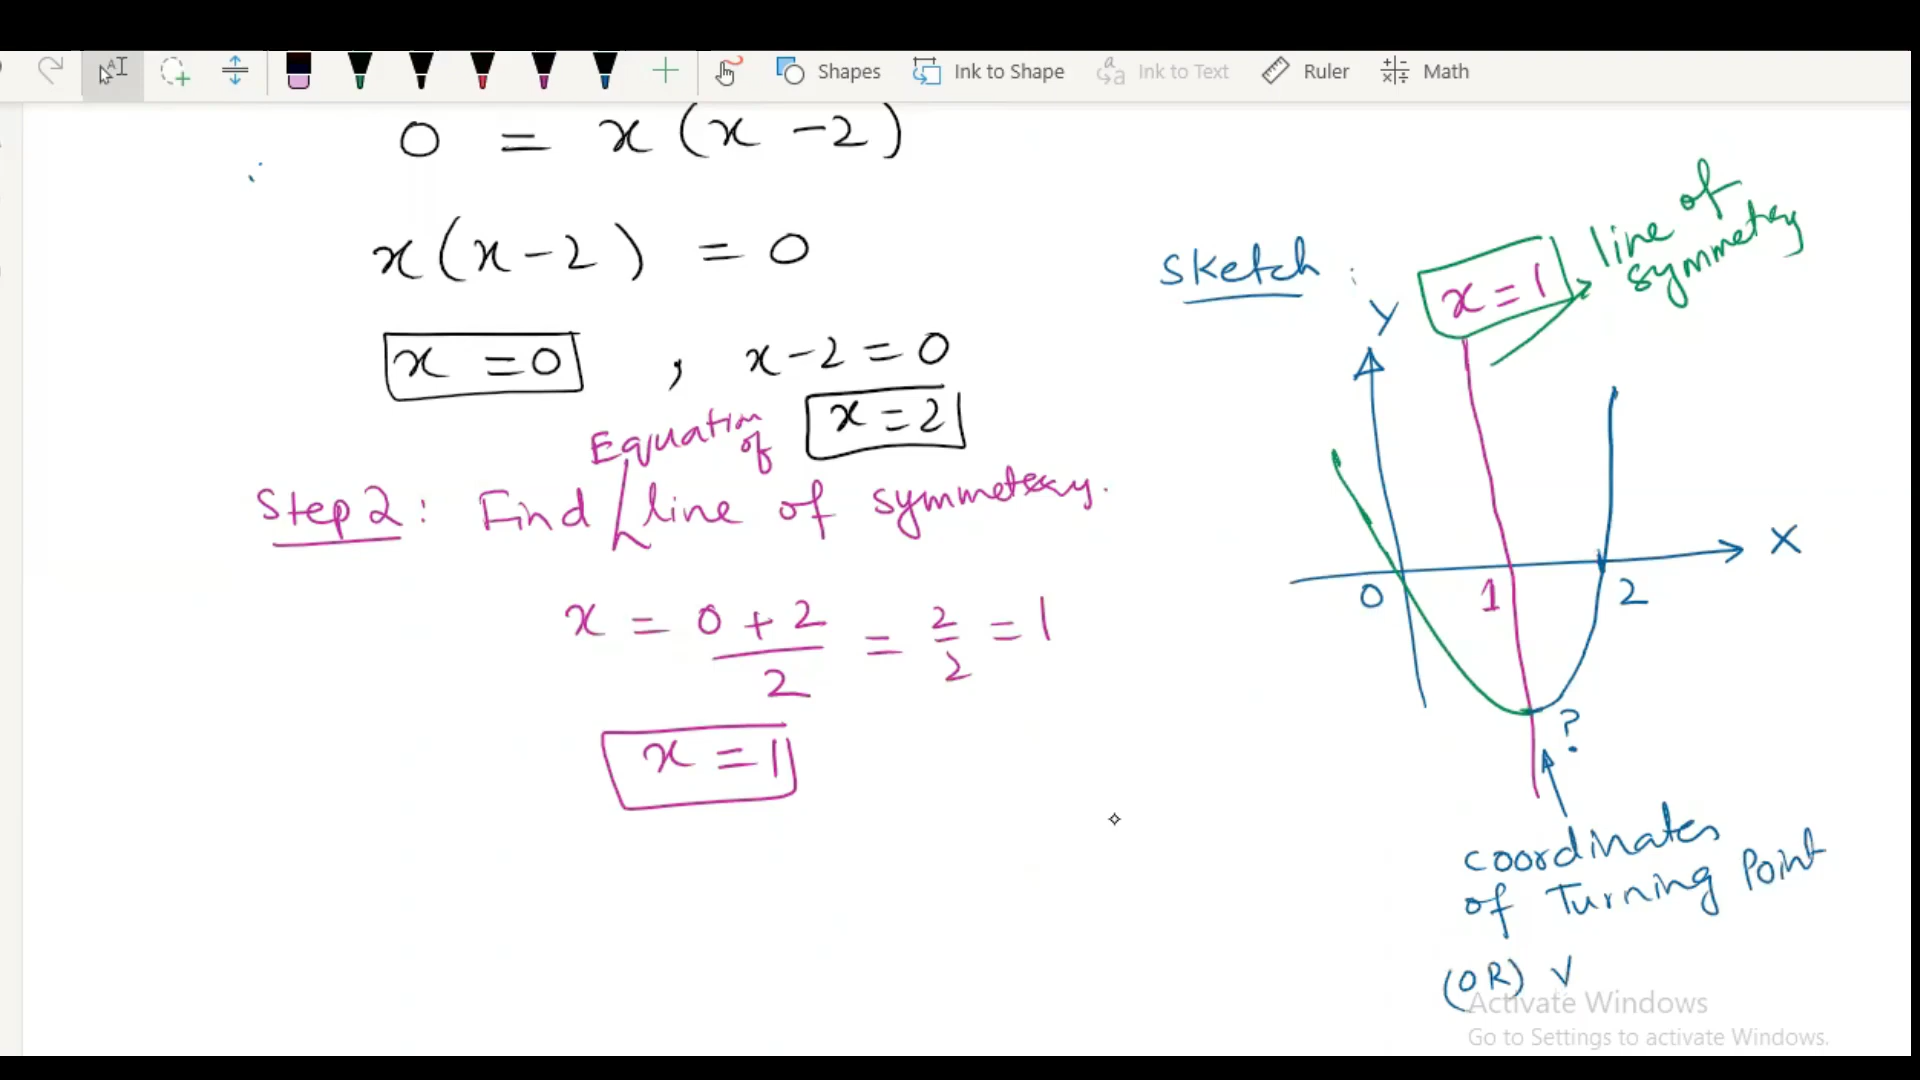 Shapes Ink to Shape Ink to Text Ruler Math
0 = x(x-2)
x(x-2) = 0
x = 0 , x-2 = 0
x = 2
Equation of
Step 2: Find line of symmetry.
x = 0+2/2 = 2/2 = 1
x = 1
Sketch :
x = 1
line of
symmetry
Y
X
0 1 2
?
coordinates
of Turning Point
(OR) V
Activate Windows
Go to Settings to activate Windows.